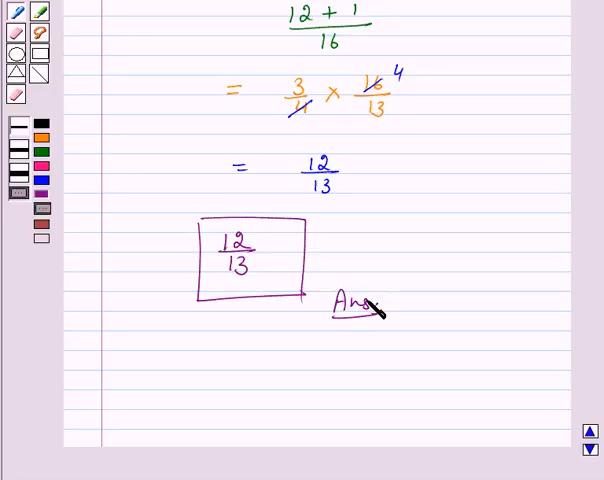 12 + 1
16
= 3/4 × 16/13 4
= 12/13
12/13
Ans.